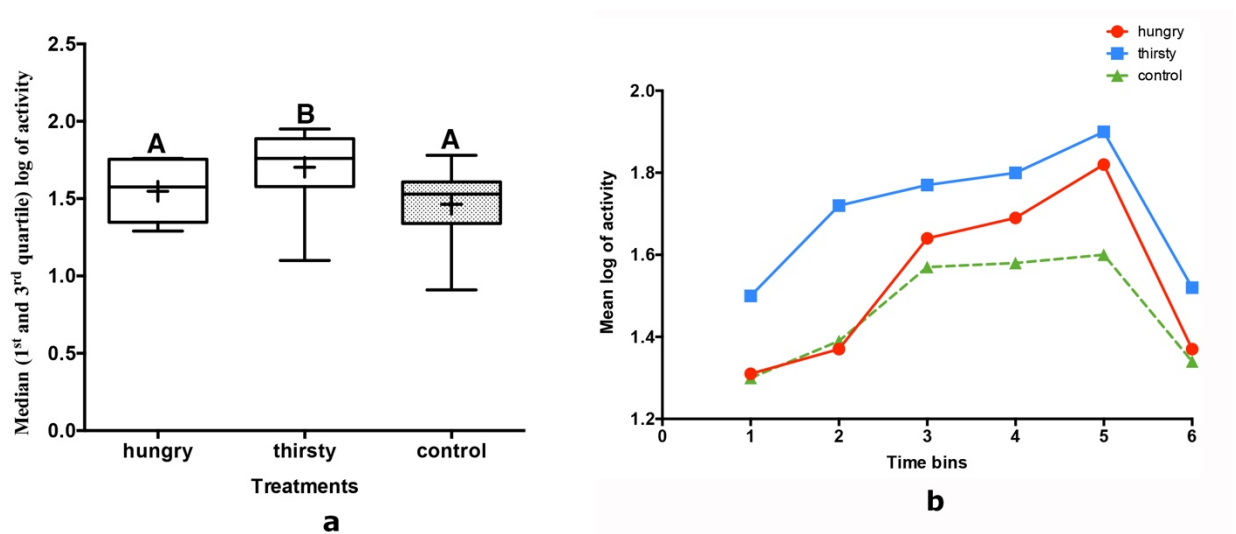 Median (1st and 3rd quartile) log of activity
2.5
2.0
1.5
1.0
0.5
0.0
A
B
A
hungry thirsty control
Treatments
a
hungry
thirsty
control
Mean log of activity
2.0
1.8
1.6
1.4
1.2
0 1 2 3 4 5 6
Time bins
b